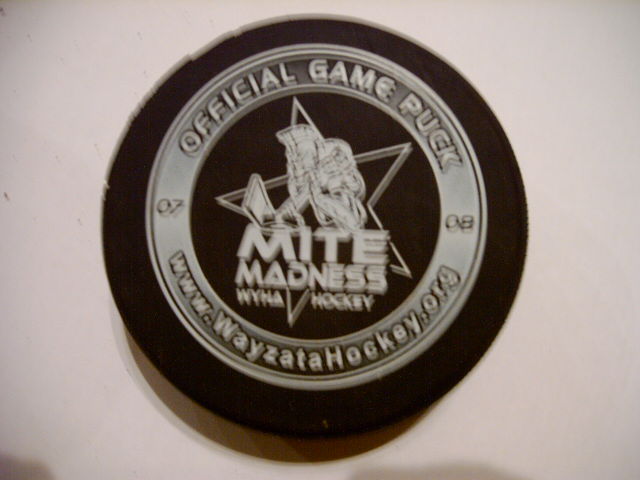 OFFICIAL GAME PUCK
07
08
MITE
MADNESS
WYHA HOCKEY
www.WayzataHockey.org